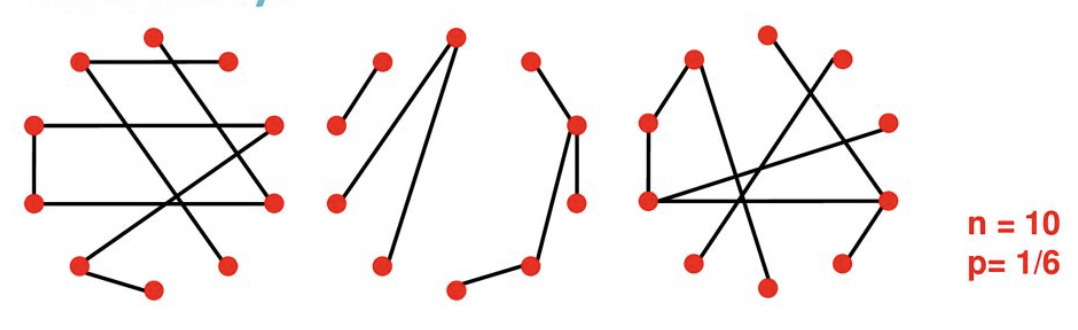 n = 10
p= 1/6